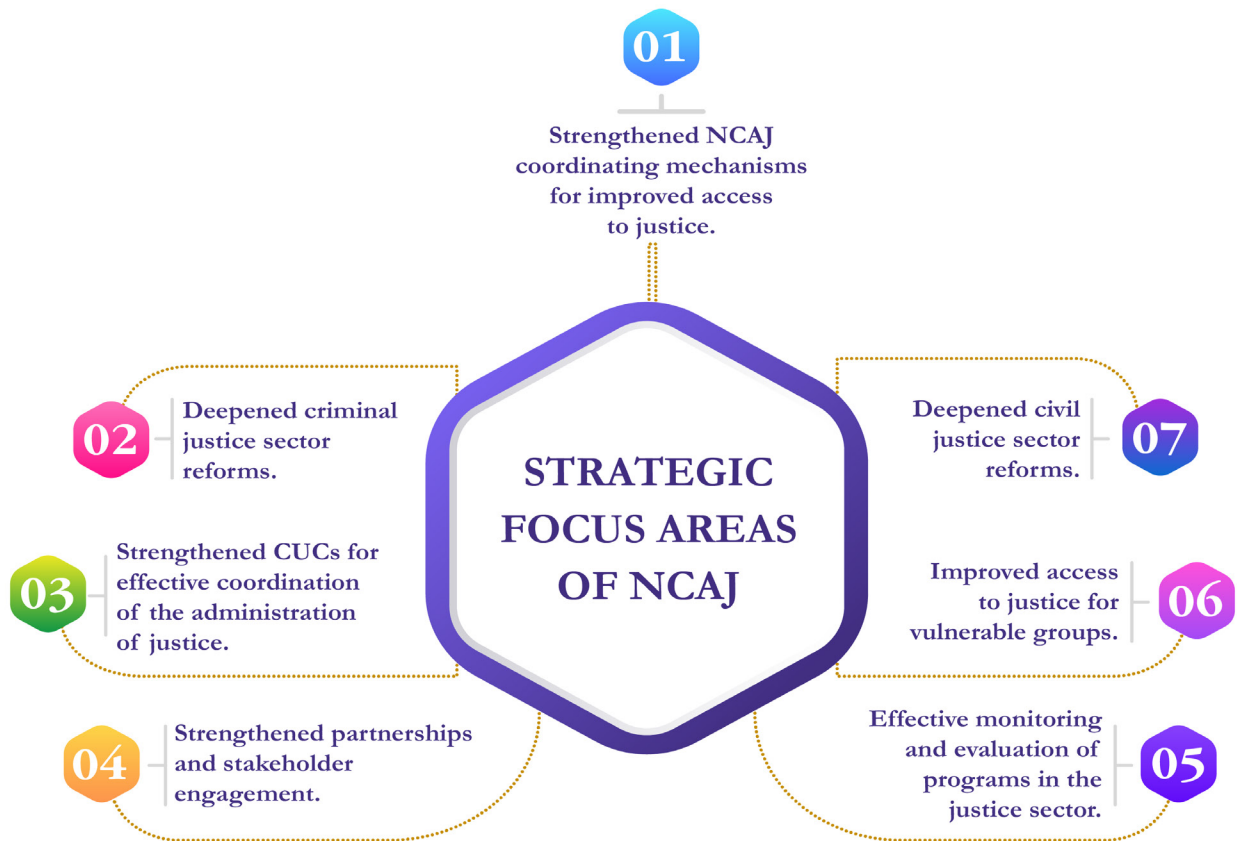 01
Strengthened NCAJ
coordinating mechanisms
for improved access
to justice.
STRATEGIC
FOCUS AREAS
OF NCAJ
02
Deepened criminal
justice sector
reforms.
03
Strengthened CUCs for
effective coordination
of the administration
of justice.
04
Strengthened partnerships
and stakeholder
engagement.
Effective monitoring
and evaluation of
programs in the
justice sector.
05
Improved access
to justice for
vulnerable groups.
06
Deepened civil
justice sector
reforms.
07